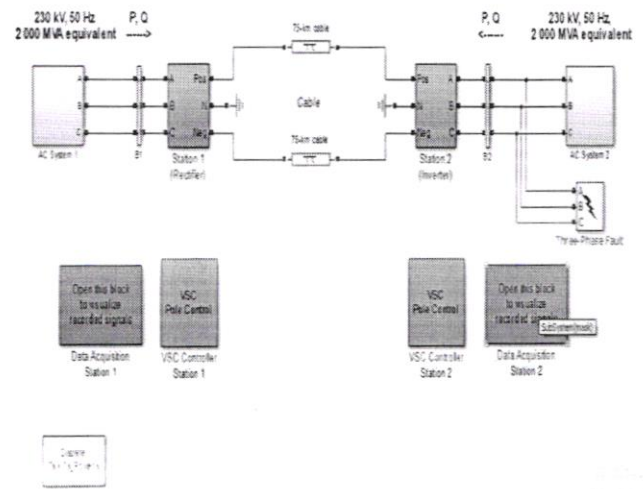 230 kV, 50 Hz
2000 MVA equivalent
P, Q
----->
75-km cable
P, Q
<-----
230 kV, 50 Hz
2000 MVA equivalent
A
B
C
AC System 1
B1
A
B
C
Pos
N
Neg
Station 1
(Rectifier)
Cable
75-km cable
Pos
N
Neg
A
B
C
Station 2
(Inverter)
B2
A
B
C
AC System 2
A
B
C
Three-Phase Fault
Open this block
to visualize
recorded signals
Data Acquisition
Station 1
VSC
Pole Control
VSC Controller
Station 1
VSC
Pole Control
VSC Controller
Station 2
Open this block
to visualize
recorded signals
SubSystem(mask)
Data Acquisition
Station 2
Discrete